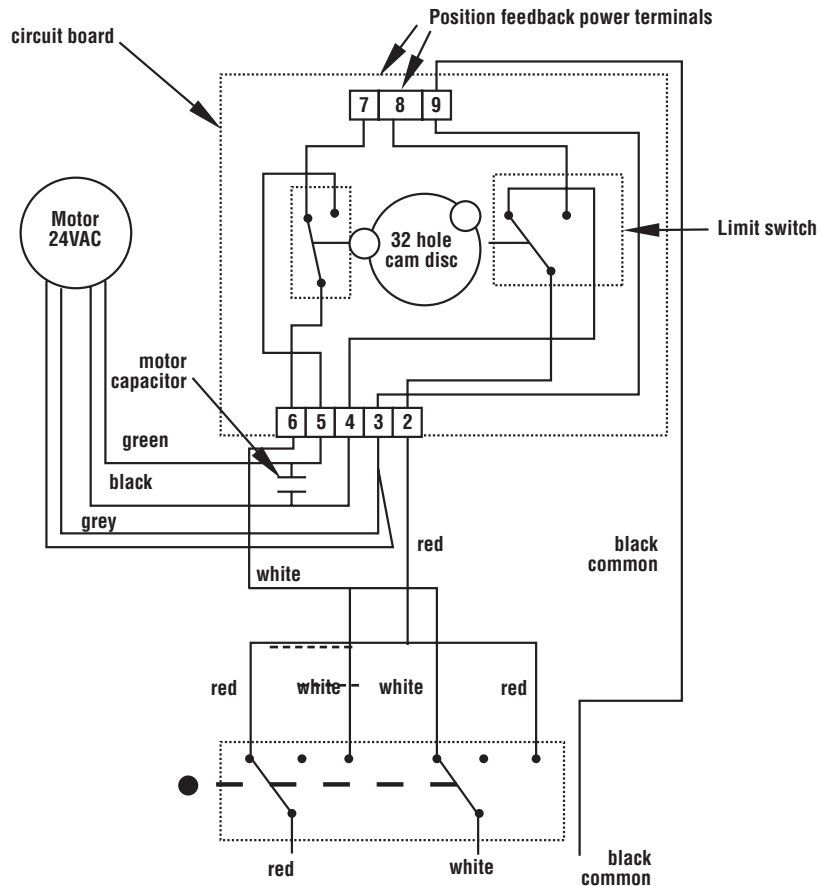 Position feedback power terminals
circuit board
7 8 9
Motor
24VAC
32 hole
cam disc
Limit switch
motor
capacitor
6 5 4 3 2
green
black
grey
red
black
common
white
red
white
white
red
red
white
black
common